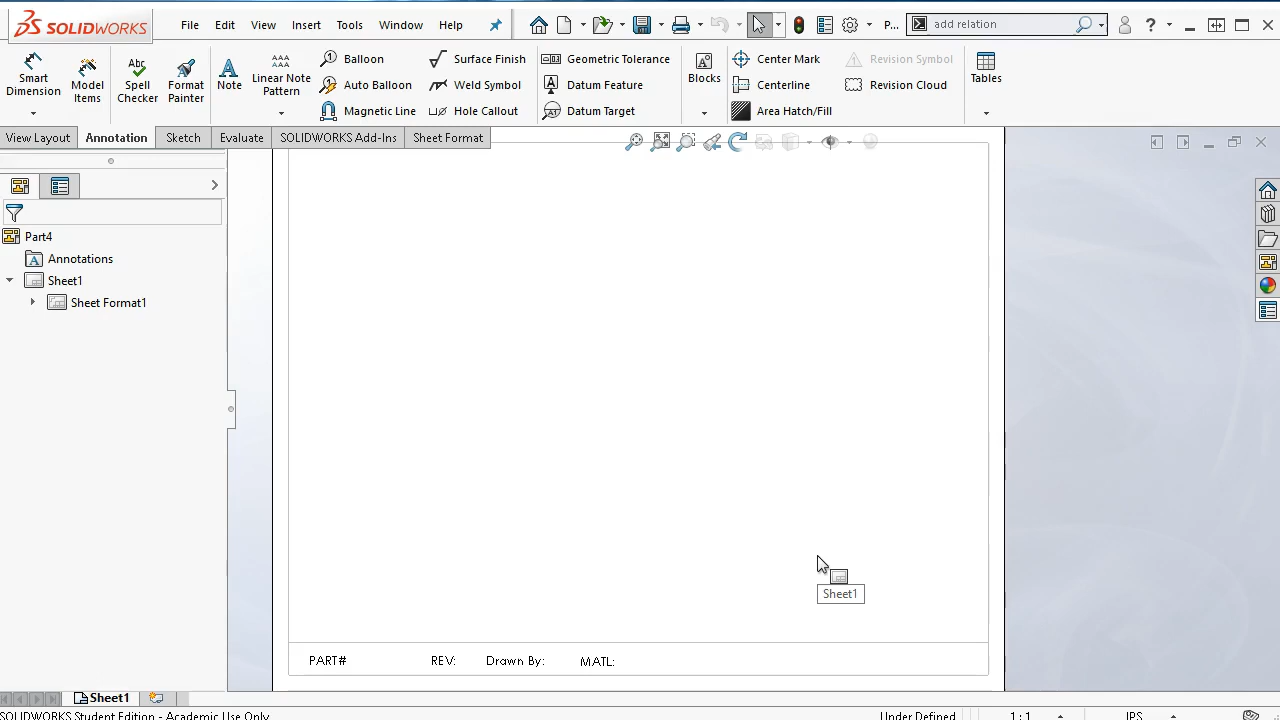 SOLIDWORKS File Edit View Insert Tools Window Help P... add relation ?
Smart Dimension Model Items Spell Checker Format Painter Note Linear Note Pattern Balloon Surface Finish Geometric Tolerance Blocks Center Mark Revision Symbol Tables
Auto Balloon Weld Symbol Datum Feature Centerline Revision Cloud
Magnetic Line Hole Callout Datum Target Area Hatch/Fill
View Layout Annotation Sketch Evaluate SOLIDWORKS Add-Ins Sheet Format
Part4
Annotations
Sheet1
Sheet Format1
Sheet1
PART# REV: Drawn By: MATL:
Sheet1
SOLIDWORKS Student Edition - Academic Use Only Under Defined 1 : 1 IPS